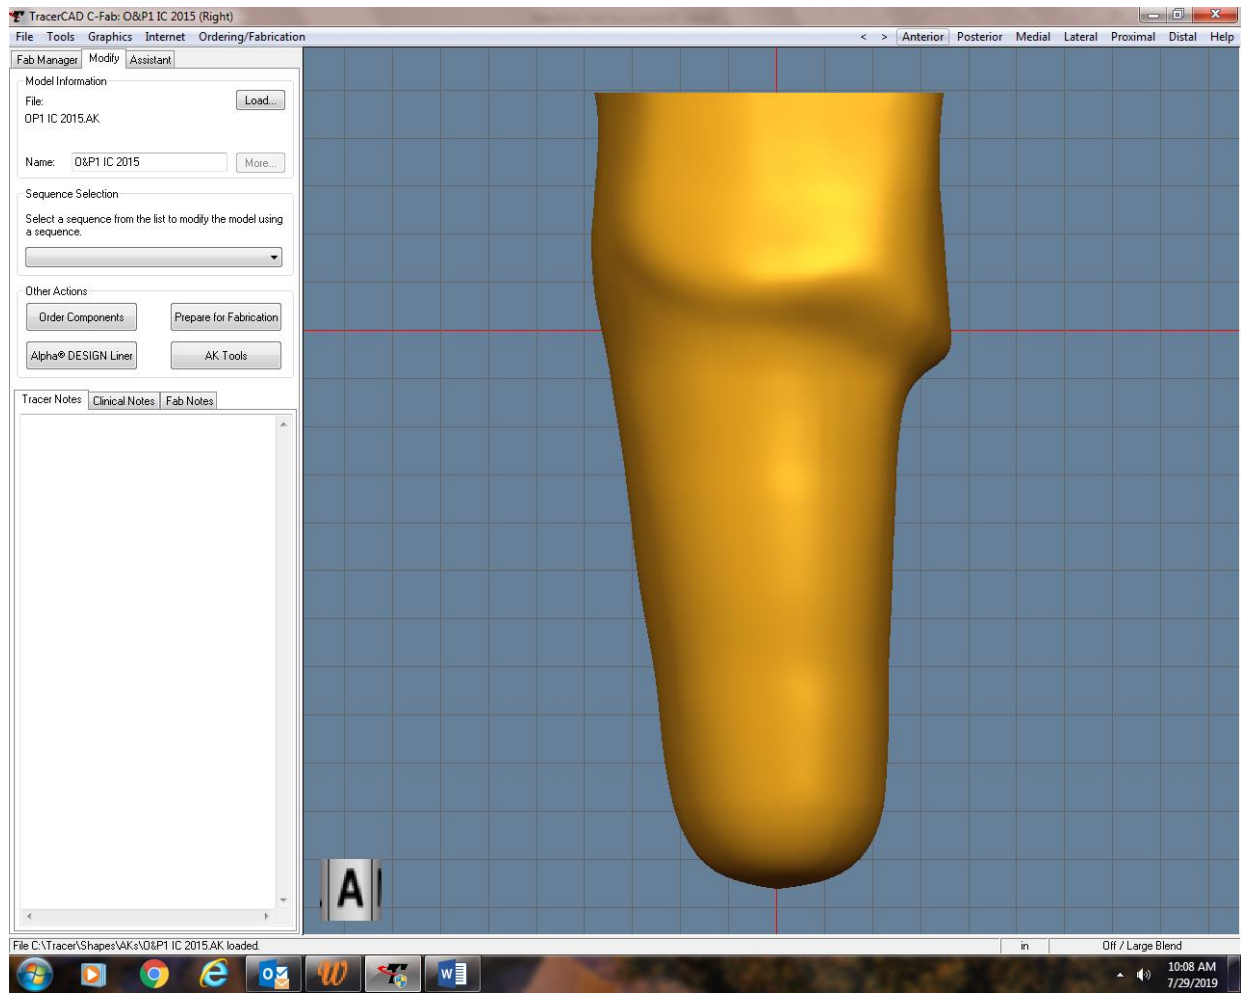 TracerCAD C-Fab: O&P1 IC 2015 (Right)
File Tools Graphics Internet Ordering/Fabrication < > Anterior Posterior Medial Lateral Proximal Distal Help
Fab Manager Modify Assistant
Model Information
File: Load...
OP1 IC 2015.AK
Name: O&P1 IC 2015 More...
Sequence Selection
Select a sequence from the list to modify the model using
a sequence.
Other Actions
Order Components Prepare for Fabrication
Alpha® DESIGN Liner AK Tools
Tracer Notes Clinical Notes Fab Notes
A
File C:\Tracer\Shapes\AKs\O&P1 IC 2015.AK loaded. in Off / Large Blend
10:08 AM
7/29/2019